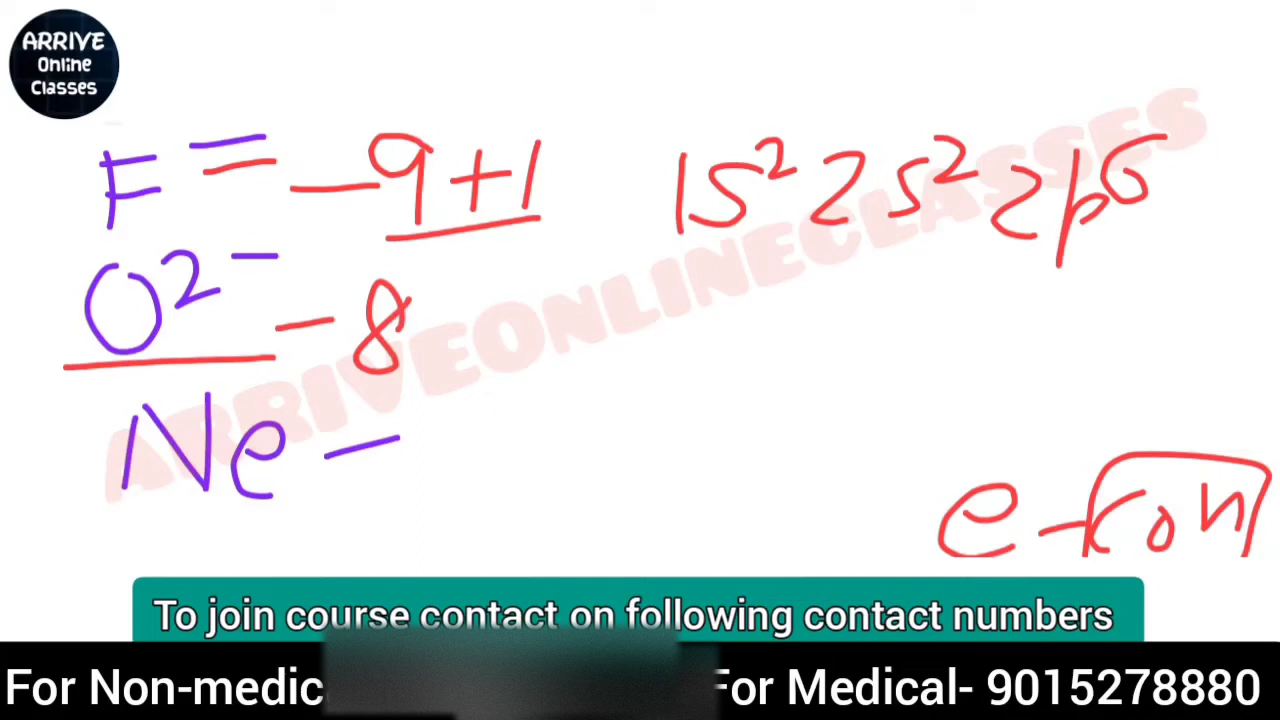 ARRIVE
Online
Classes
F⁻ - 9+1 1s² 2s² 2p⁶
O²⁻ - 8
Ne -
e - con
ARRIVEONLINECLASSES
To join course contact on following contact numbers
For Non-medic
For Medical- 9015278880